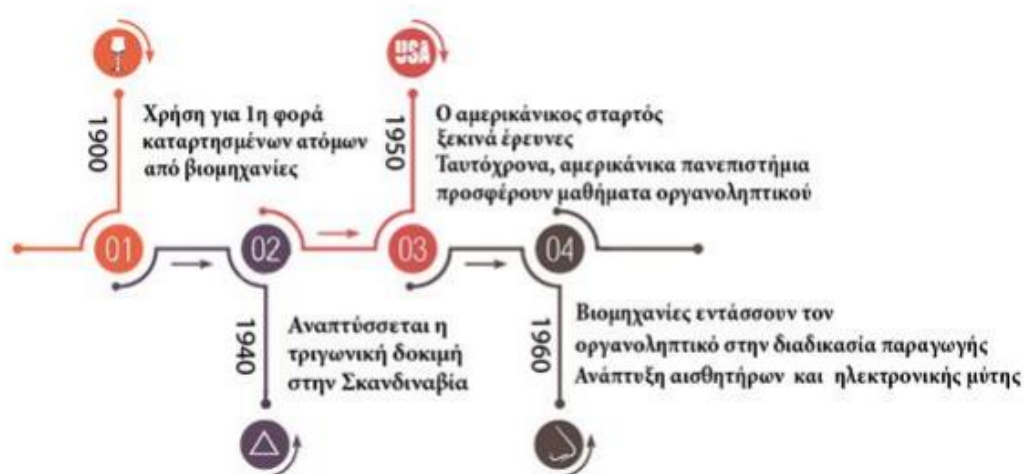 USA
1900
Χρήση για 1η φορά
καταρτησμένων ατόμων
από βιομηχανίες
1950
Ο αμερικάνικος σταρτός
ξεκινά έρευνες
Ταυτόχρονα, αμερικάνικα πανεπιστήμια
προσφέρουν μαθήματα οργανοληπτικού
01
02
03
04
1940
Αναπτύσσεται η
τριγωνική δοκιμή
στην Σκανδιναβία
1960
Βιομηχανίες εντάσσουν τον
οργανοληπτικό στην διαδικασία παραγωγής
Ανάπτυξη αισθητήρων και ηλεκτρονικής μύτης